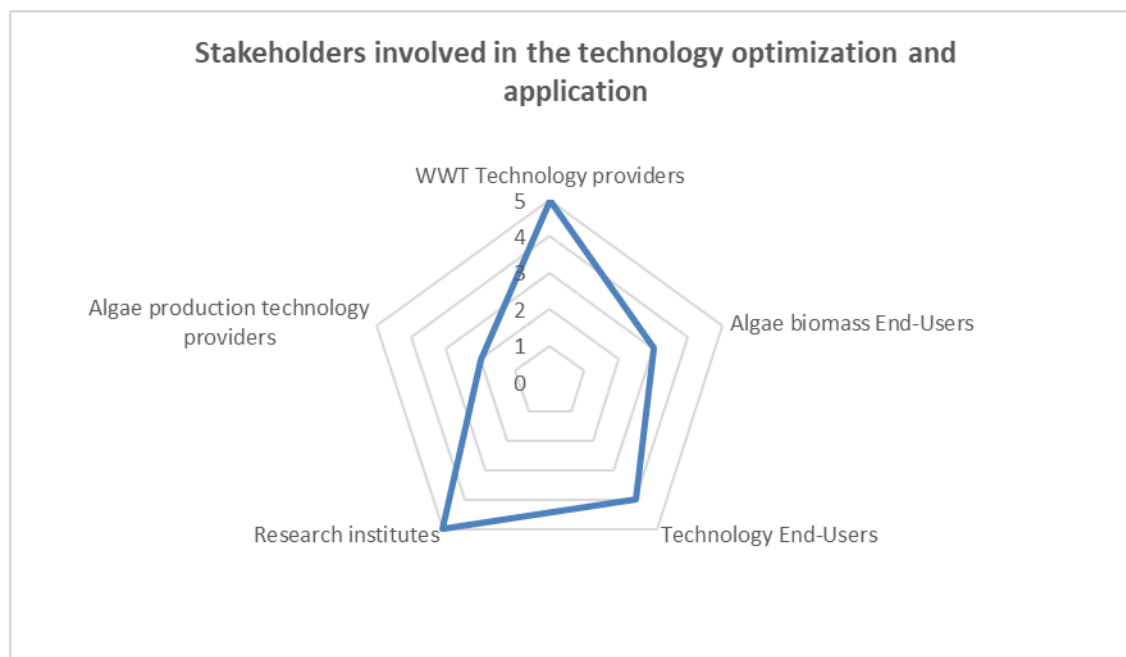 Stakeholders involved in the technology optimization and
application
WWT Technology providers
5
4
3
2
1
0
Algae production technology
providers
Algae biomass End-Users
Research institutes
Technology End-Users